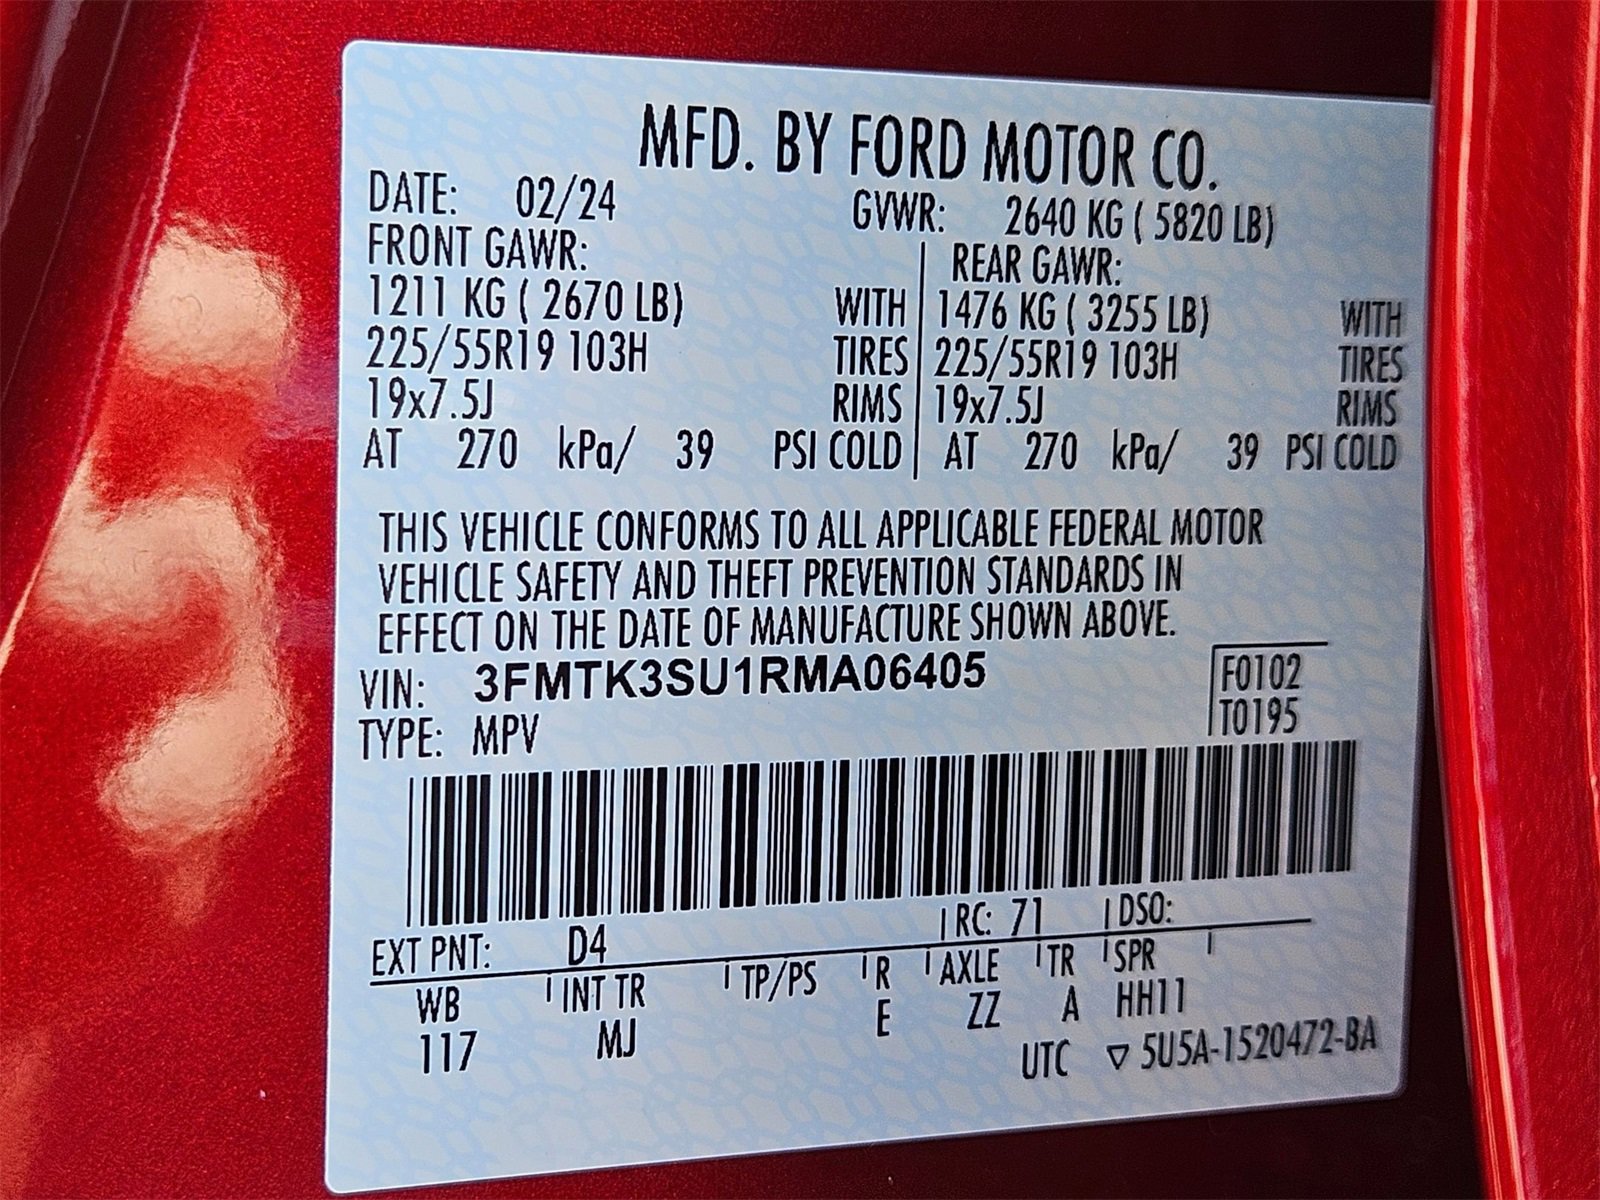 MFD. BY FORD MOTOR CO.
DATE: 02/24 GVWR: 2640 KG ( 5820 LB)
FRONT GAWR: REAR GAWR:
1211 KG ( 2670 LB) WITH 1476 KG ( 3255 LB) WITH
225/55R19 103H TIRES 225/55R19 103H TIRES
19x7.5J RIMS 19x7.5J RIMS
AT 270 kPa/ 39 PSI COLD AT 270 kPa/ 39 PSI COLD
THIS VEHICLE CONFORMS TO ALL APPLICABLE FEDERAL MOTOR
VEHICLE SAFETY AND THEFT PREVENTION STANDARDS IN
EFFECT ON THE DATE OF MANUFACTURE SHOWN ABOVE.
VIN: 3FMTK3SU1RMA06405 F0102
TYPE: MPV T0195
EXT PNT: D4 RC: 71 DSO:
WB INT TR TP/PS R AXLE TR SPR
117 MJ E ZZ A HH11
UTC ▽ 5U5A-1520472-BA